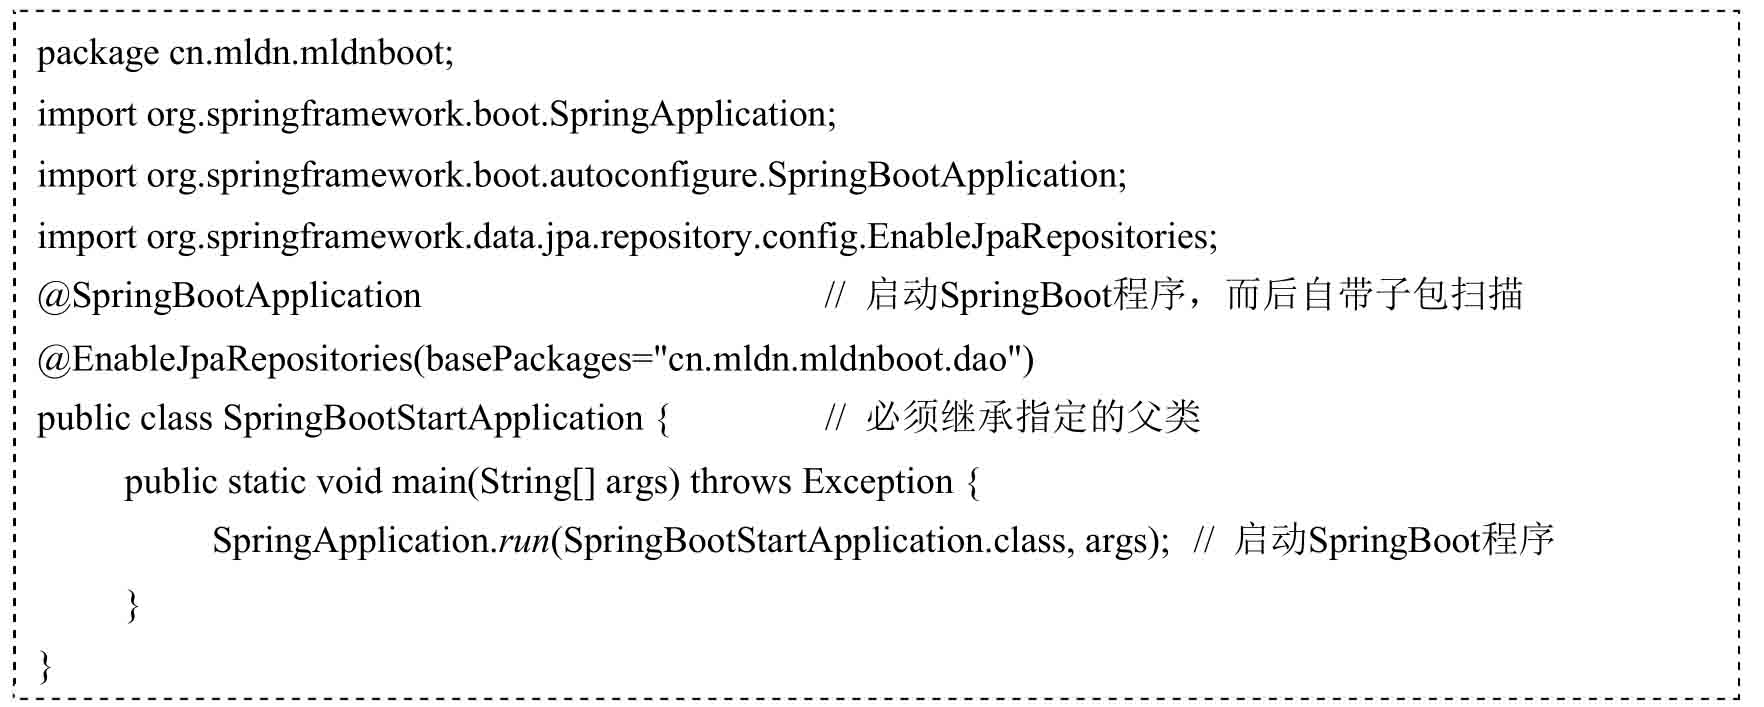 package cn.mldn.mldnboot;
import org.springframework.boot.SpringApplication;
import org.springframework.boot.autoconfigure.SpringBootApplication;
import org.springframework.data.jpa.repository.config.EnableJpaRepositories;
@SpringBootApplication // 启动SpringBoot程序，而后自带子包扫描
@EnableJpaRepositories(basePackages="cn.mldn.mldnboot.dao")
public class SpringBootStartApplication { // 必须继承指定的父类
public static void main(String[] args) throws Exception {
SpringApplication.run(SpringBootStartApplication.class, args); // 启动SpringBoot程序
}
}